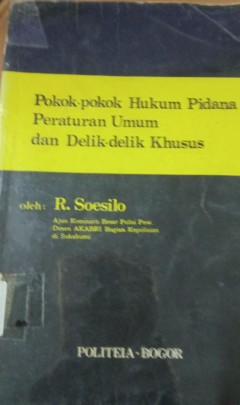 Pokok-pokok Hukum Pidana
Peraturan Umum
dan Delik-delik Khusus
oleh: R. Soesilo
Ajun Komisaris Besar Polisi Pnw.
Dosen AKABRI Bagian Kepolisian
di Sukabumi
POLITEIA - BOGOR